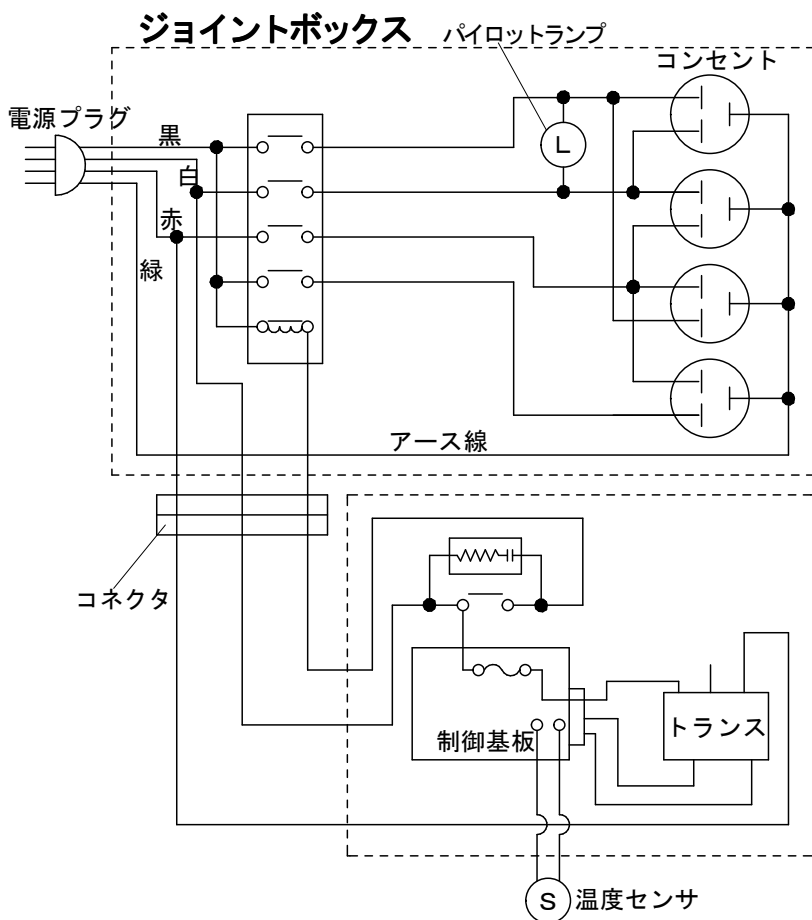 ジョイントボックス
パイロットランプ
コンセント
電源プラグ
黒
L
白
赤
緑
アース線
コネクタ
トランス
制御基板
S 温度センサ